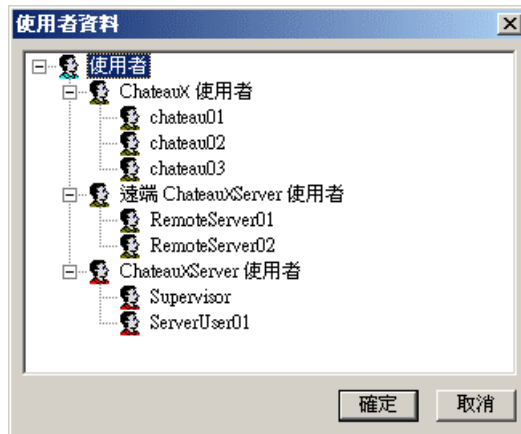 使用者資料
使用者
ChateauX 使用者
chateau01
chateau02
chateau03
遠端 ChateauXServer 使用者
RemoteServer01
RemoteServer02
ChateauXServer 使用者
Supervisor
ServerUser01
確定
取消